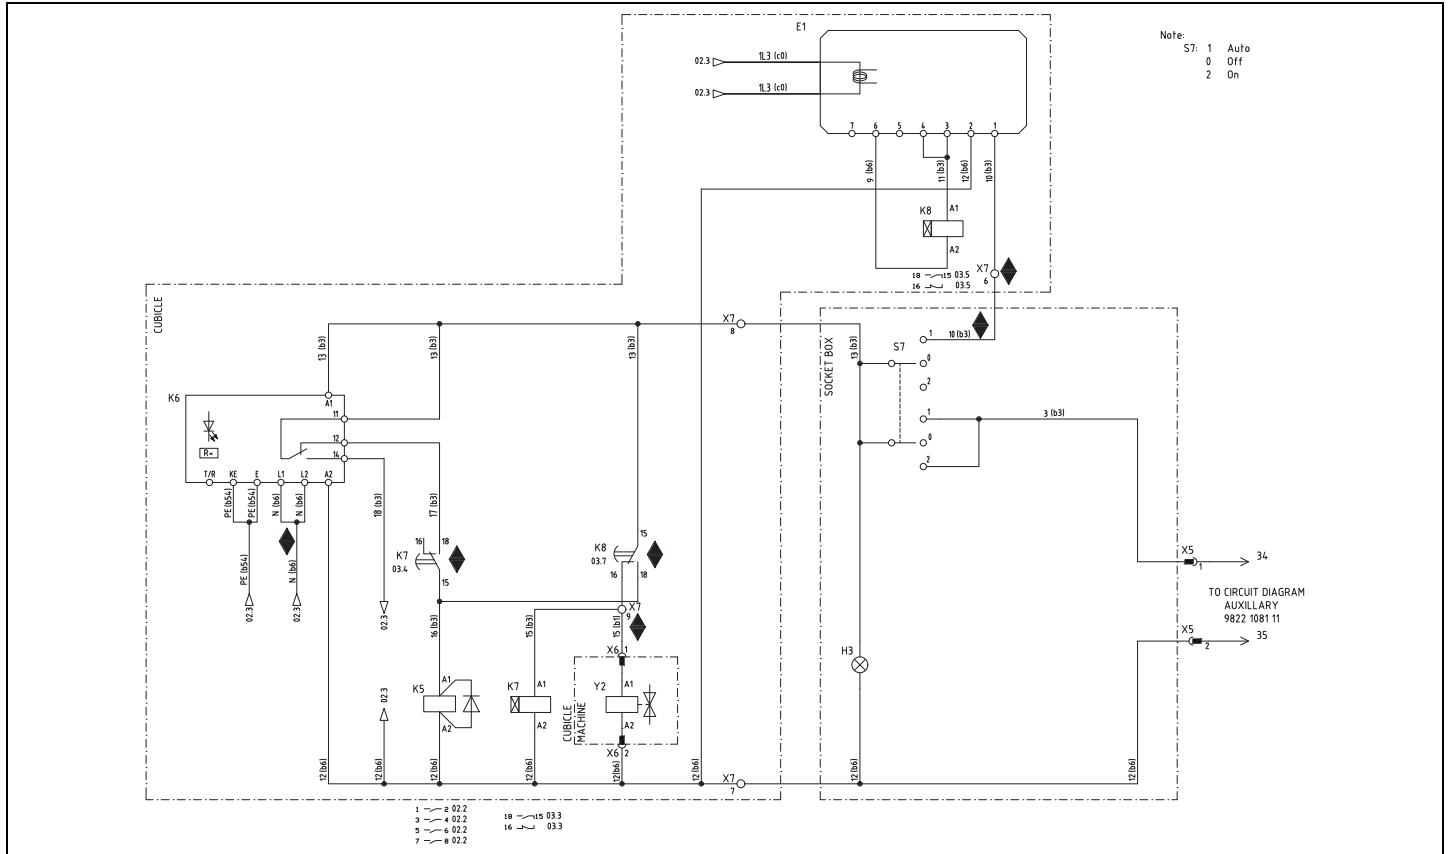 E1
Note:
S7: 1 Auto
0 Off
2 On
02.3
1L3 (c0)
02.3
1L3 (c0)
7 6 5 4 3 2 1
9 (b6)
11 (b3)
12(b6)
10(b3)
K8
A1
A2
18 15 03.5
16 03.5
X7
6
CUBICLE
X7
8
SOCKET BOX
13 (b3)
13 (b3)
13 (b3)
13 (b3)
S7
1
10 (b3)
0
2
1
3 (b3)
0
2
K6
A1
11
12
14
R<
T/R KE E L1 L2 A2
PE(b54)
PE(b54)
N (b6)
N (b6)
18 (b3)
17 (b3)
PE (b54)
N (b6)
02.3
02.3
02.3
16 18
K7
03.4
15
15
K8
03.7
16 18
X7
9
16 (b3)
15 (b3)
15 (b1)
X6
1
02.3
K5
A1
A2
K7
A1
A2
Y2
A1
A2
CUBICLE
MACHINE
X6
2
H3
X5
1
34
TO CIRCUIT DIAGRAM
AUXILLARY
9822 1081 11
X5
2
35
12(b6)
12(b6)
12(b6)
12(b6)
12(b6)
12(b6)
12(b6)
12(b6)
X7
7
1 2 02.2
3 4 02.2
5 6 02.2
7 8 02.2
18 15 03.3
16 03.3